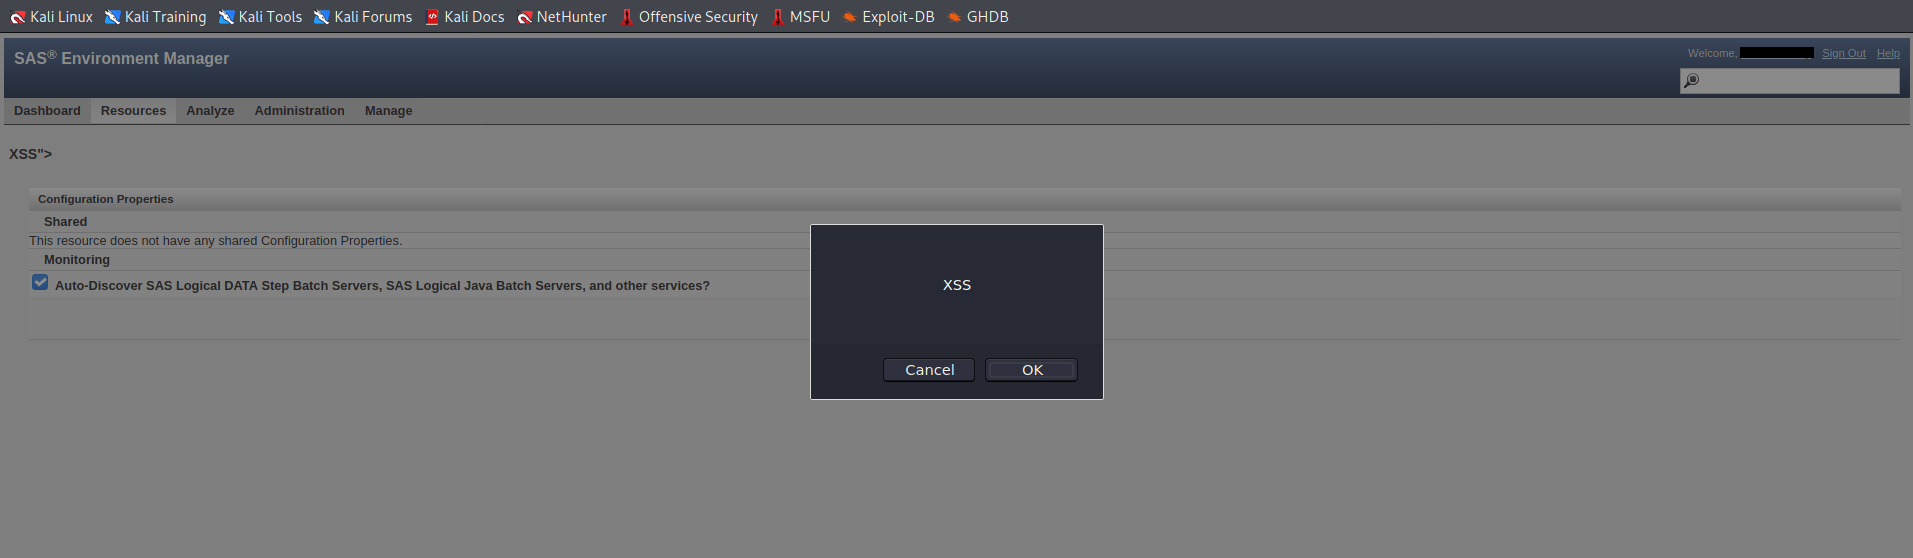 Kali Linux Kali Training Kali Tools Kali Forums Kali Docs NetHunter Offensive Security MSFU Exploit-DB GHDB
SAS® Environment Manager
Welcome, Sign Out Help
Dashboard Resources Analyze Administration Manage
XSS">
Configuration Properties
Shared
This resource does not have any shared Configuration Properties.
Monitoring
Auto-Discover SAS Logical DATA Step Batch Servers, SAS Logical Java Batch Servers, and other services?
XSS
Cancel OK